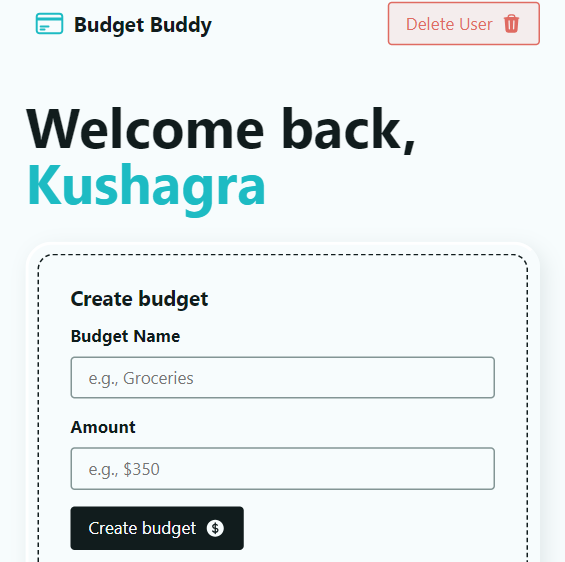 Budget Buddy
Delete User
Welcome back,
Kushagra
Create budget
Budget Name
e.g., Groceries
Amount
e.g., $350
Create budget $